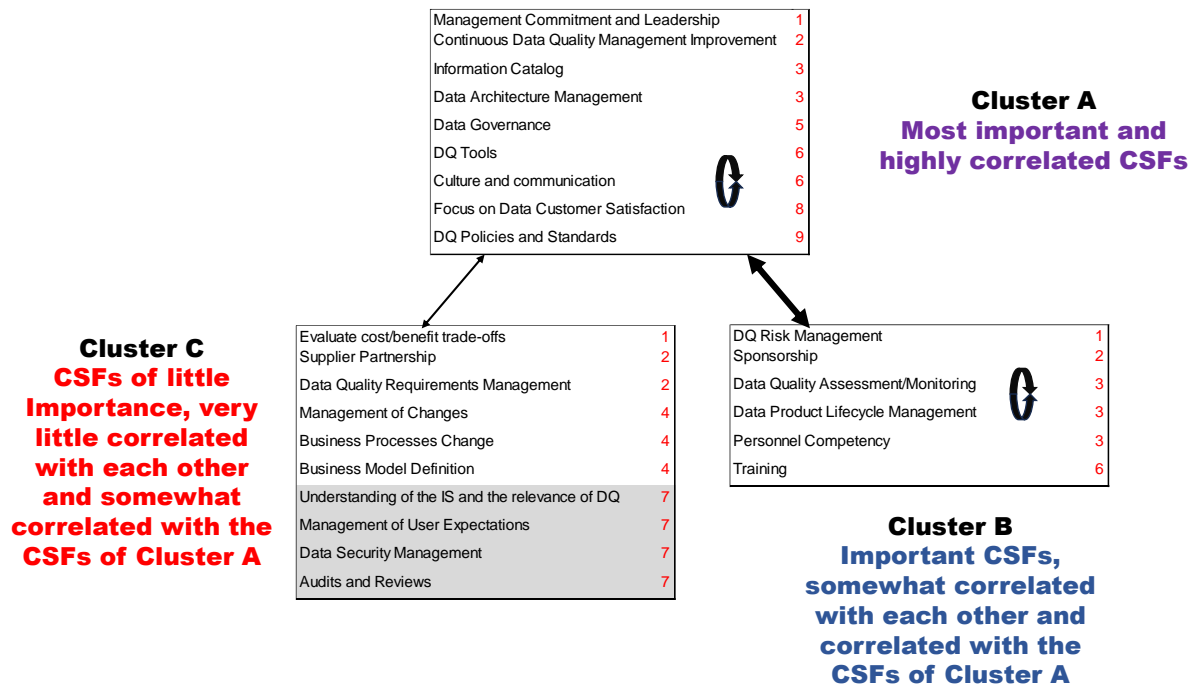 Management Commitment and Leadership 1
Continuous Data Quality Management Improvement 2
Information Catalog 3
Data Architecture Management 3
Data Governance 5
DQ Tools 6
Culture and communication 6
Focus on Data Customer Satisfaction 8
DQ Policies and Standards 9
Cluster A
Most important and
highly correlated CSFs
Cluster C
CSFs of little
Importance, very
little correlated
with each other
and somewhat
correlated with the
CSFs of Cluster A
Evaluate cost/benefit trade-offs 1
Supplier Partnership 2
Data Quality Requirements Management 2
Management of Changes 4
Business Processes Change 4
Business Model Definition 4
Understanding of the IS and the relevance of DQ 7
Management of User Expectations 7
Data Security Management 7
Audits and Reviews 7
DQ Risk Management 1
Sponsorship 2
Data Quality Assessment/Monitoring 3
Data Product Lifecycle Management 3
Personnel Competency 3
Training 6
Cluster B
Important CSFs,
somewhat correlated
with each other and
correlated with the
CSFs of Cluster A